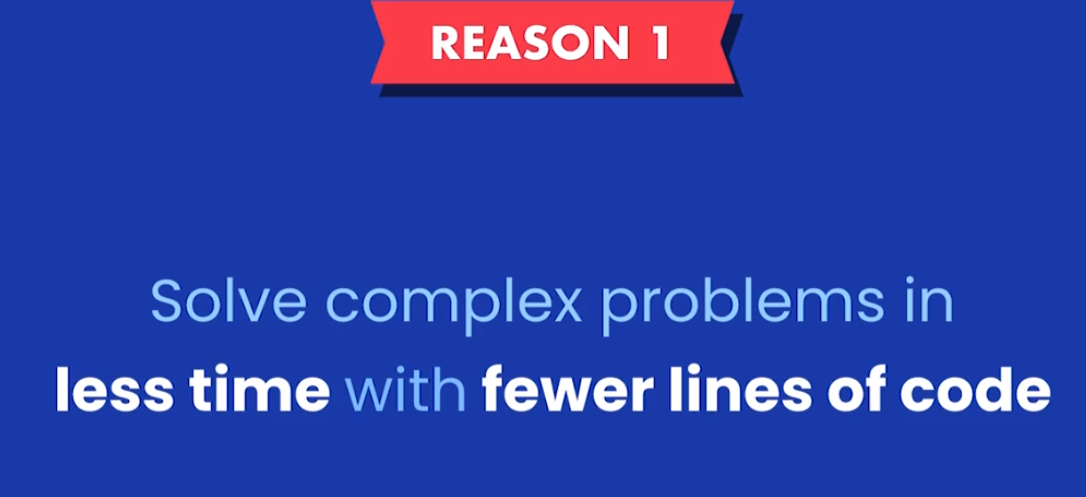 REASON 1
Solve complex problems in
less time with fewer lines of code